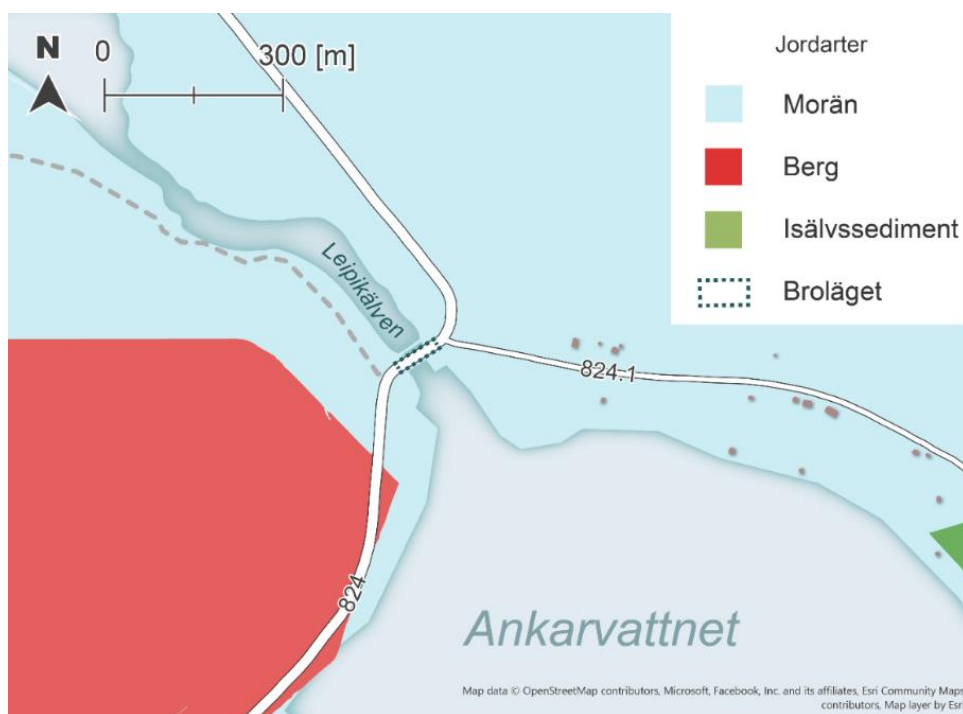 N
0
300 [m]
Jordarter
Morän
Berg
Isälvssediment
Broläget
Leipikälven
824.1
824
Ankarvattnet
Map data © OpenStreetMap contributors, Microsoft, Facebook, Inc. and its affiliates, Esri Community Maps
contributors, Map layer by Esri